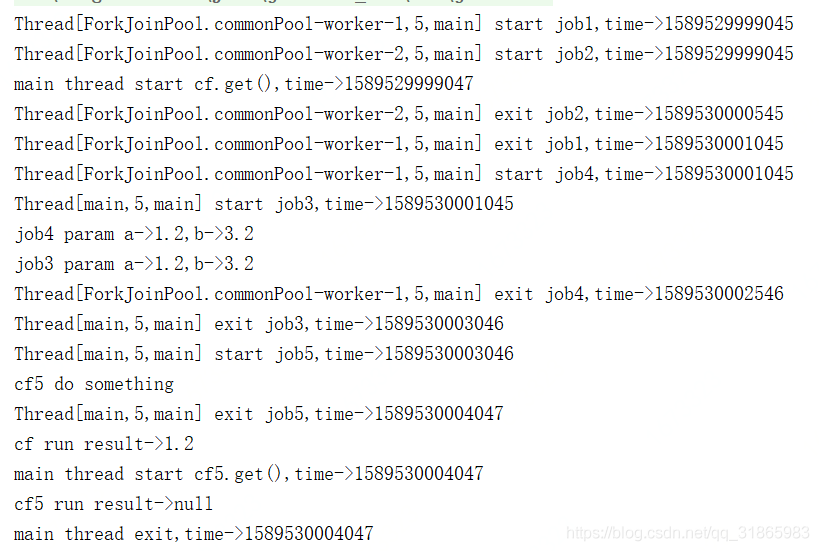 Thread[ForkJoinPool.commonPool-worker-1,5,main] start job1,time->1589529999045
Thread[ForkJoinPool.commonPool-worker-2,5,main] start job2,time->1589529999045
main thread start cf.get(),time->1589529999047
Thread[ForkJoinPool.commonPool-worker-2,5,main] exit job2,time->1589530000545
Thread[ForkJoinPool.commonPool-worker-1,5,main] exit job1,time->1589530001045
Thread[ForkJoinPool.commonPool-worker-1,5,main] start job4,time->1589530001045
Thread[main,5,main] start job3,time->1589530001045
job4 param a->1.2,b->3.2
job3 param a->1.2,b->3.2
Thread[ForkJoinPool.commonPool-worker-1,5,main] exit job4,time->1589530002546
Thread[main,5,main] exit job3,time->1589530003046
Thread[main,5,main] start job5,time->1589530003046
cf5 do something
Thread[main,5,main] exit job5,time->1589530004047
cf run result->1.2
main thread start cf5.get(),time->1589530004047
cf5 run result->null
main thread exit,time->1589530004047
https://blog.csdn.net/qq_31865983